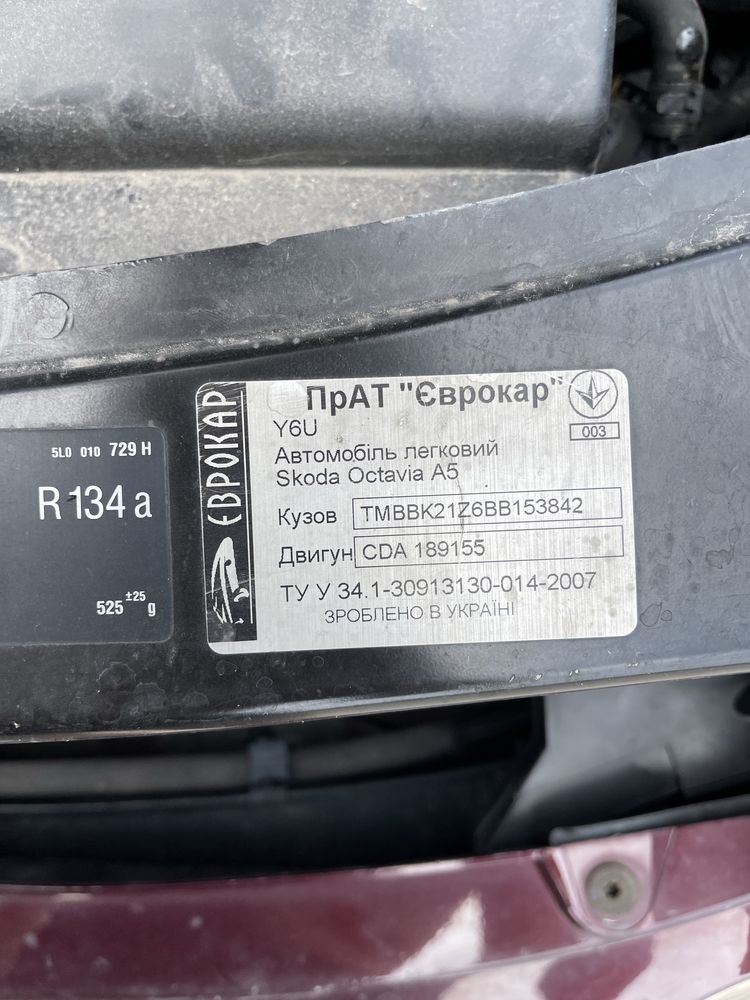 5L0 010 729 H
R134a
525 ±25 g
ЄВРОКАР
ПрАТ "Єврокар"
003
Y6U
Автомобіль легковий
Skoda Octavia A5
Кузов TMBBK21Z6BB153842
Двигун CDA 189155
ТУ У 34.1-30913130-014-2007
ЗРОБЛЕНО В УКРАЇНІ